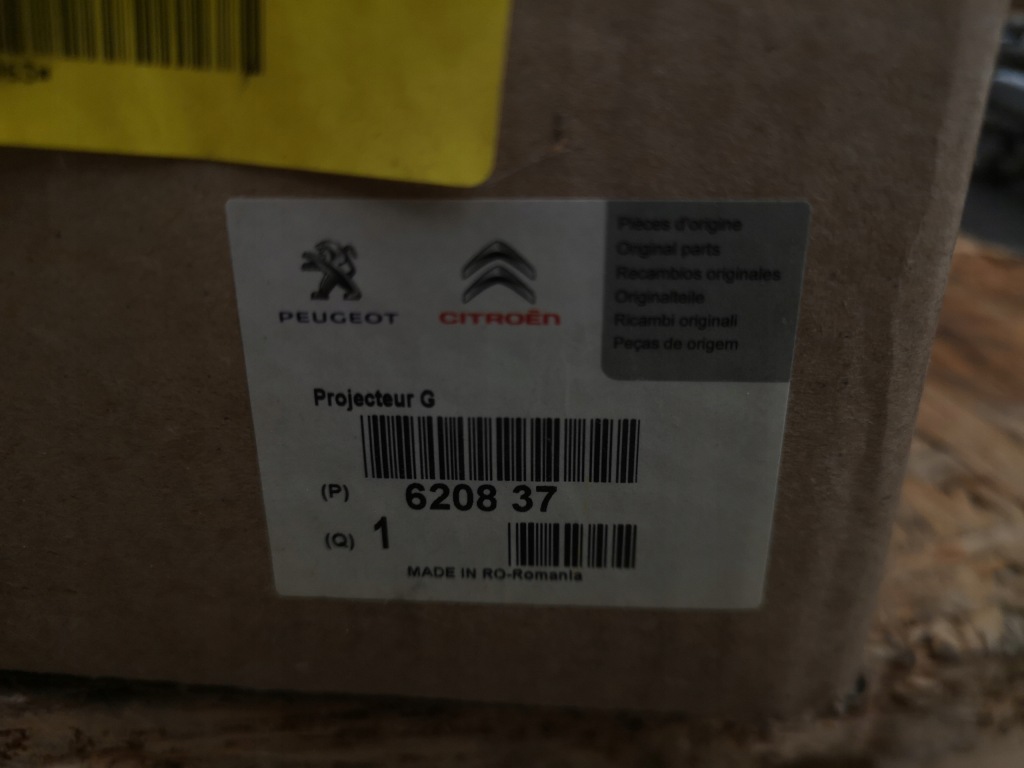 PEUGEOT
CITROËN
Pièces d'origine
Original parts
Recambios originales
Originalteile
Ricambi originali
Peças de origem
Projecteur G
(P) 6208 37
(Q) 1
MADE IN RO-Romania